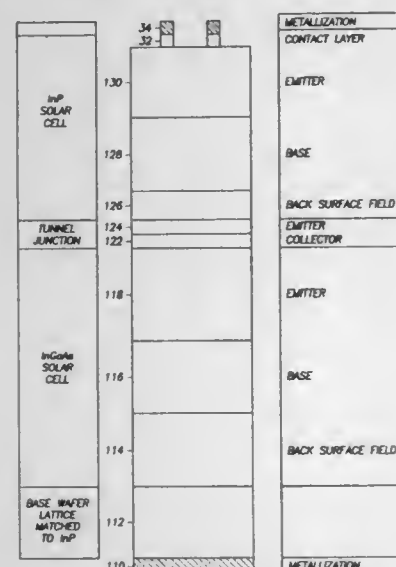 34
32
METALLIZATION
CONTACT LAYER
InP
SOLAR
CELL
130
EMITTER
128
BASE
126
BACK SURFACE FIELD
TUNNEL
JUNCTION
124
122
EMITTER
COLLECTOR
InGaAs
SOLAR
CELL
118
EMITTER
116
BASE
114
BACK SURFACE FIELD
BASE WAFER
LATTICE
MATCHED
TO InP
112
110
METALLIZATION